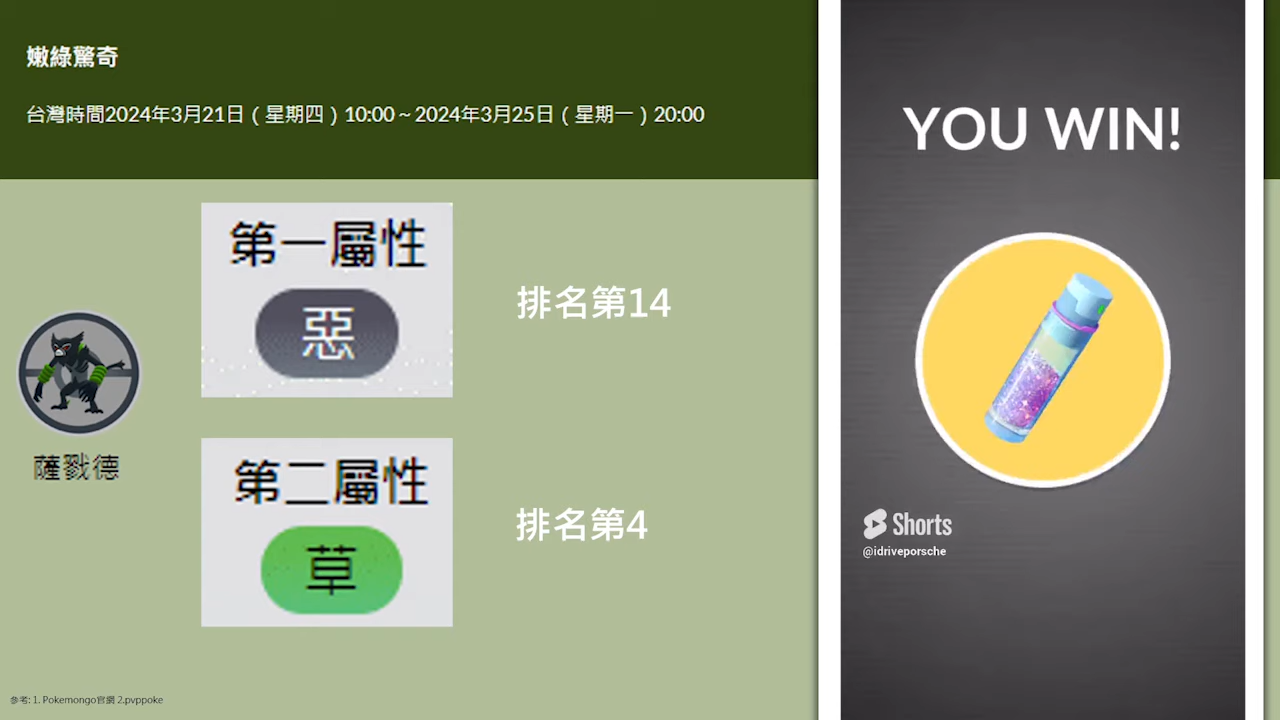 嫩綠驚奇
台灣時間2024年3月21日（星期四）10:00～2024年3月25日（星期一）20:00
第一屬性
惡
排名第14
薩戮德
第二屬性
草
排名第4
參考: 1. Pokemongo官網 2.pvppoke
YOU WIN!
Shorts
@idriveporsche